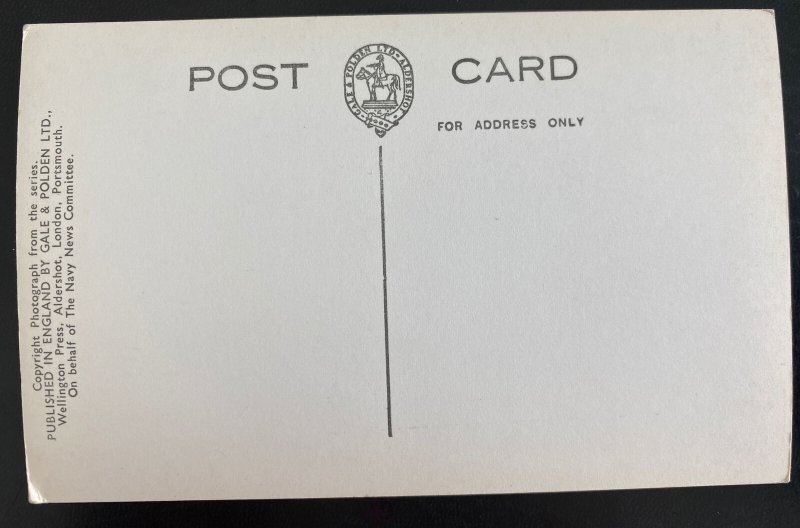 POST CARD
GALE & POLDEN LTD · ALDERSHOT ·
FOR ADDRESS ONLY
Copyright Photograph from the series.
PUBLISHED IN ENGLAND BY GALE & POLDEN LTD.,
Wellington Press, Aldershot, London, Portsmouth.
On behalf of The Navy News Committee.